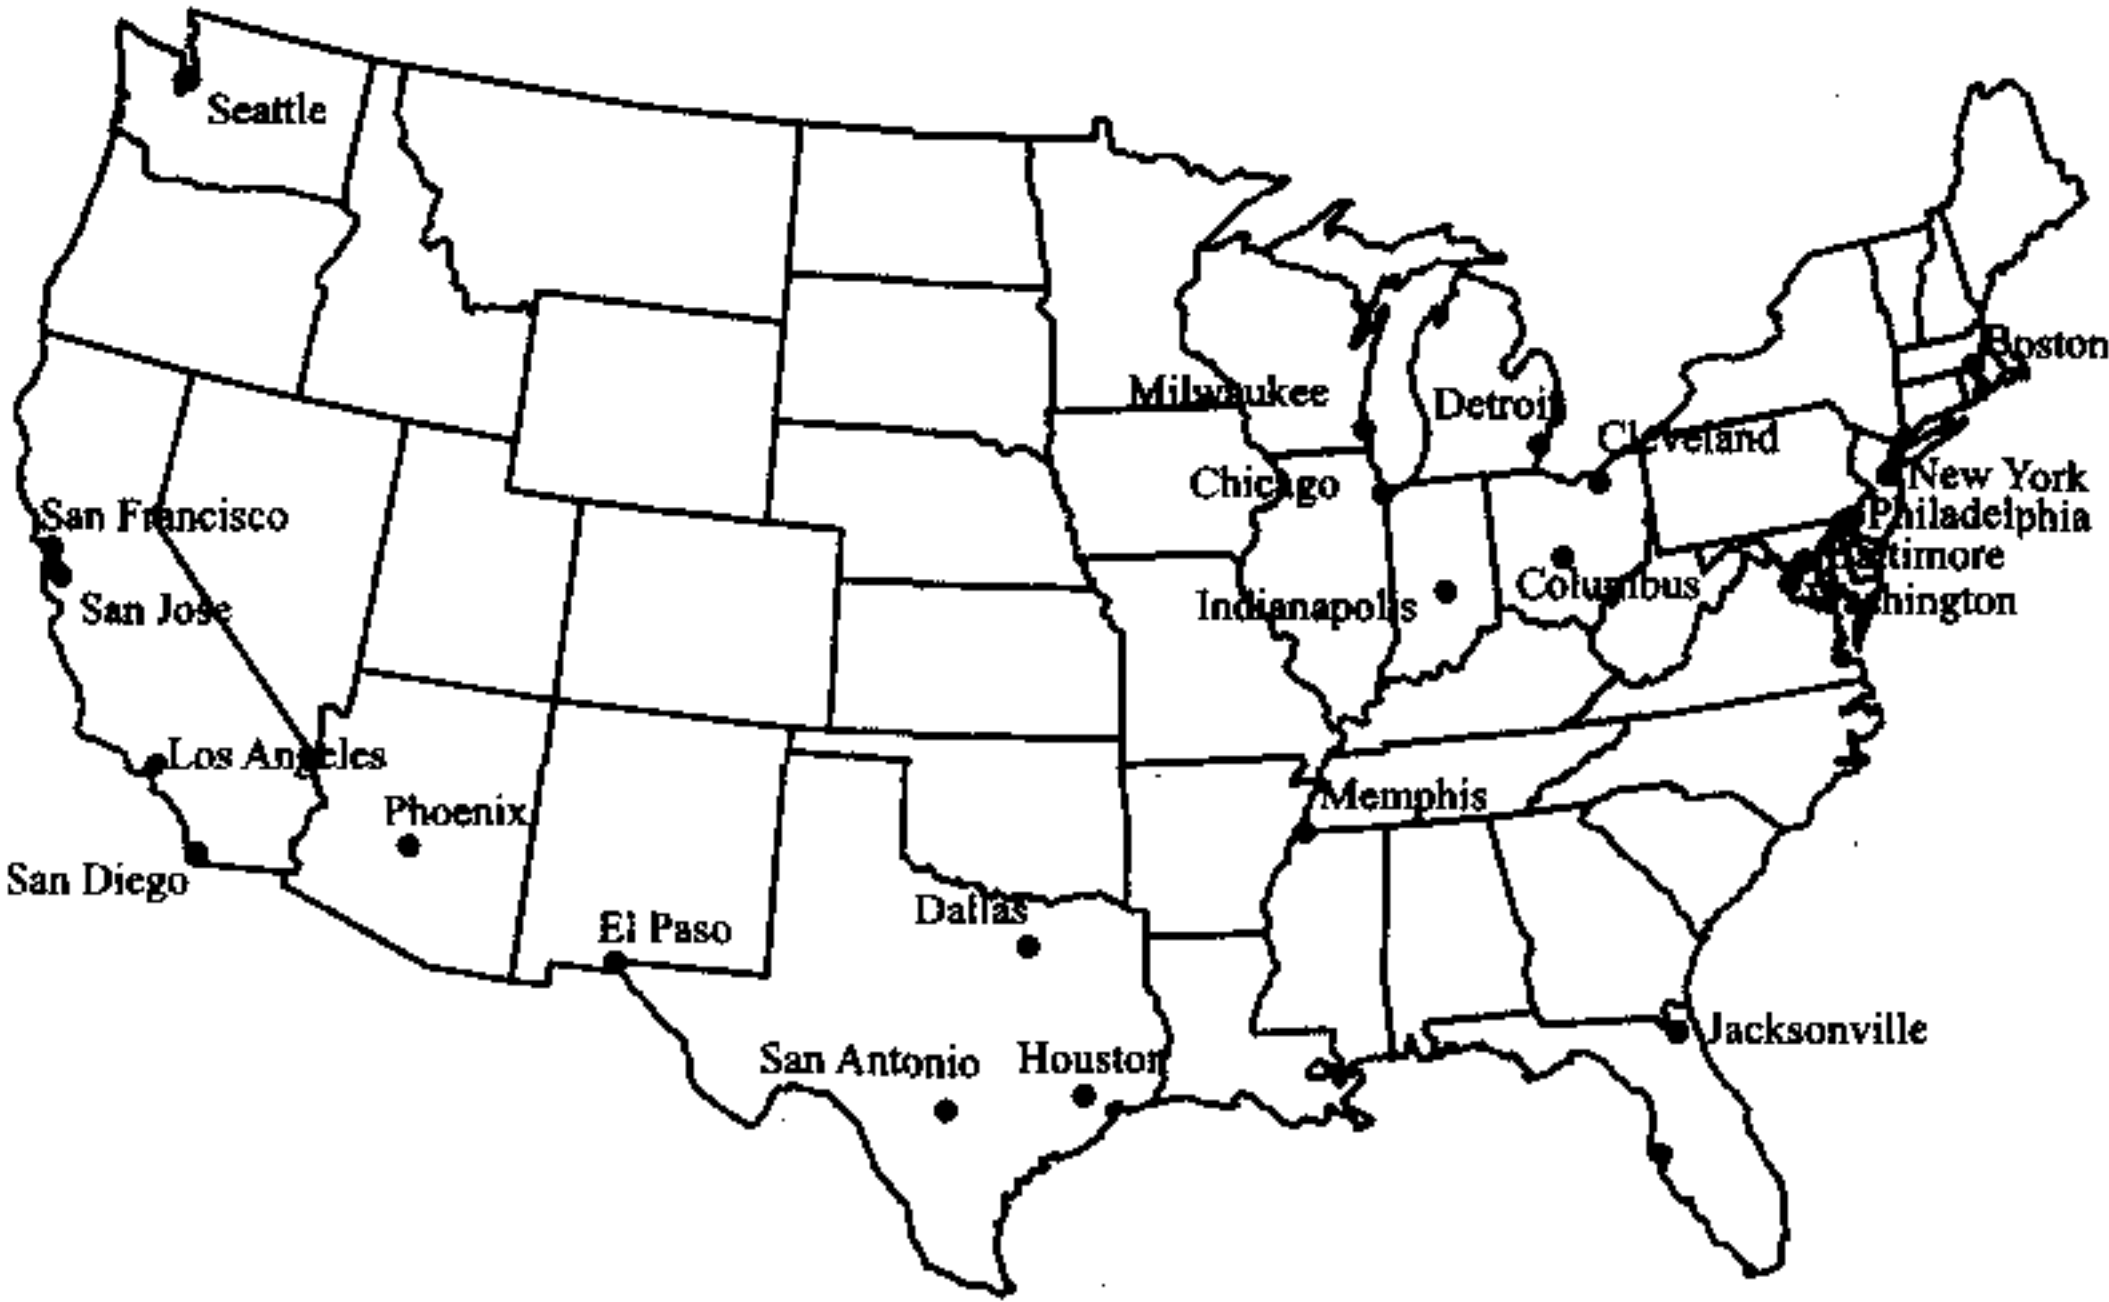 Seattle
Boston
Milwaukee
Detroit
Cleveland
Chicago
New York
San Francisco
Philadelphia
Baltimore
Columbus
San Jose
Indianapolis
Los Angeles
Memphis
Phoenix
San Diego
Dallas
El Paso
Jacksonville
San Antonio
Houston